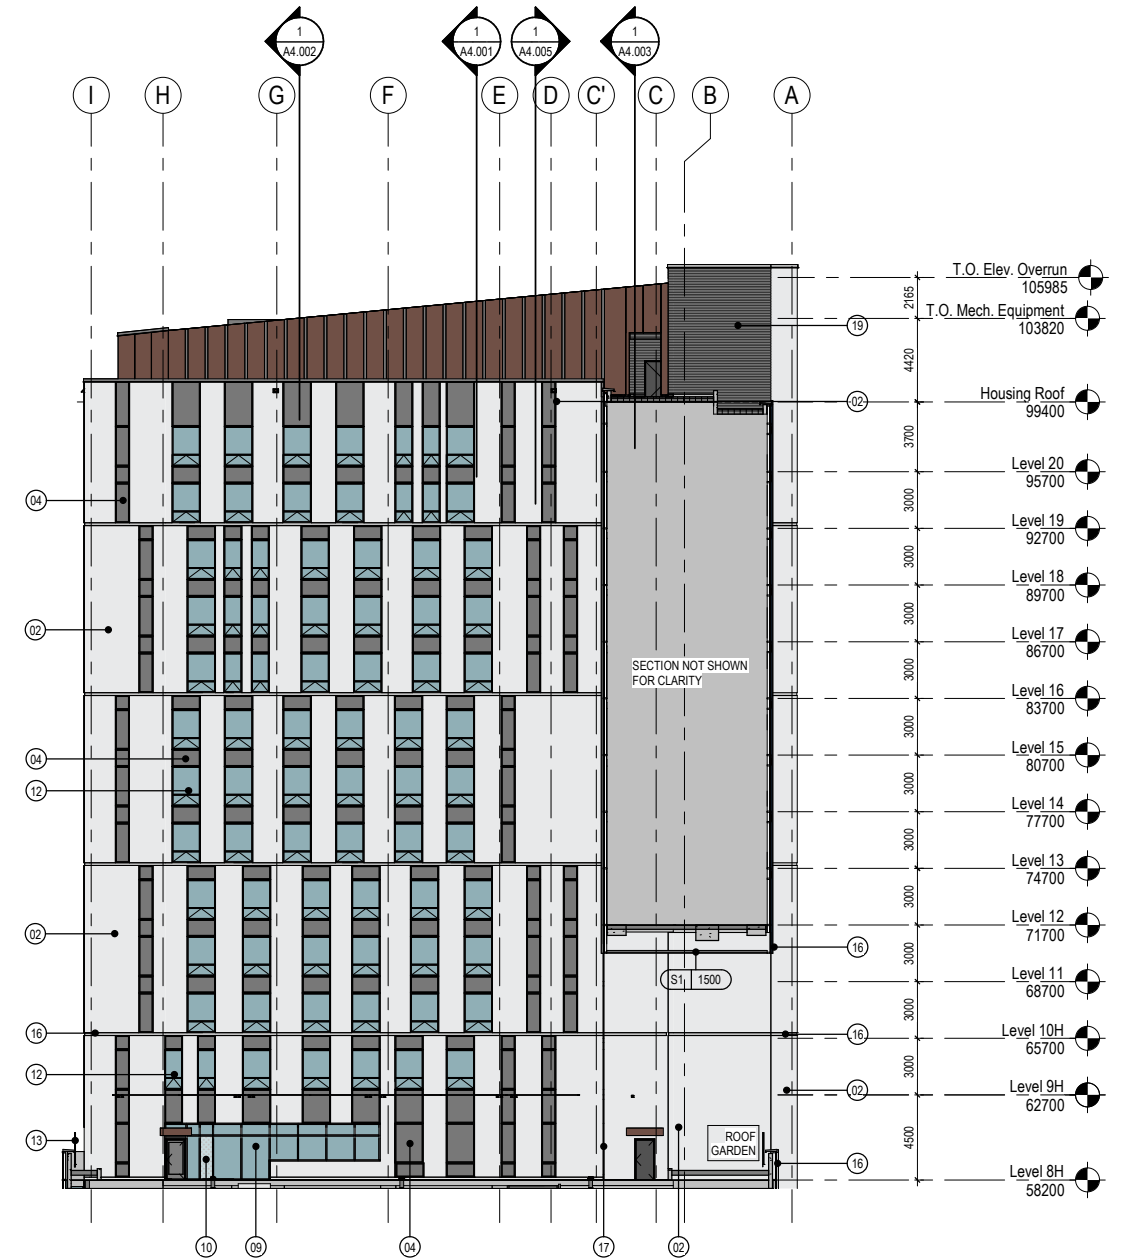 1
A4.002
1
A4.001
1
A4.005
1
A4.003
I
H
G
F
E
D
C'
C
B
A
T.O. Elev. Overrun
105985
2165
T.O. Mech. Equipment
103820
19
4420
Housing Roof
99400
02
3700
Level 20
95700
04
3000
Level 19
92700
3000
Level 18
89700
3000
02
Level 17
86700
SECTION NOT SHOWN
FOR CLARITY
3000
Level 16
83700
3000
04
Level 15
80700
12
3000
Level 14
77700
3000
Level 13
74700
3000
Level 12
71700
02
16
3000
S1 1500
Level 11
68700
3000
16
16
Level 10H
65700
12
3000
02
Level 9H
62700
13
ROOF
GARDEN
4500
16
Level 8H
58200
10
09
04
17
02